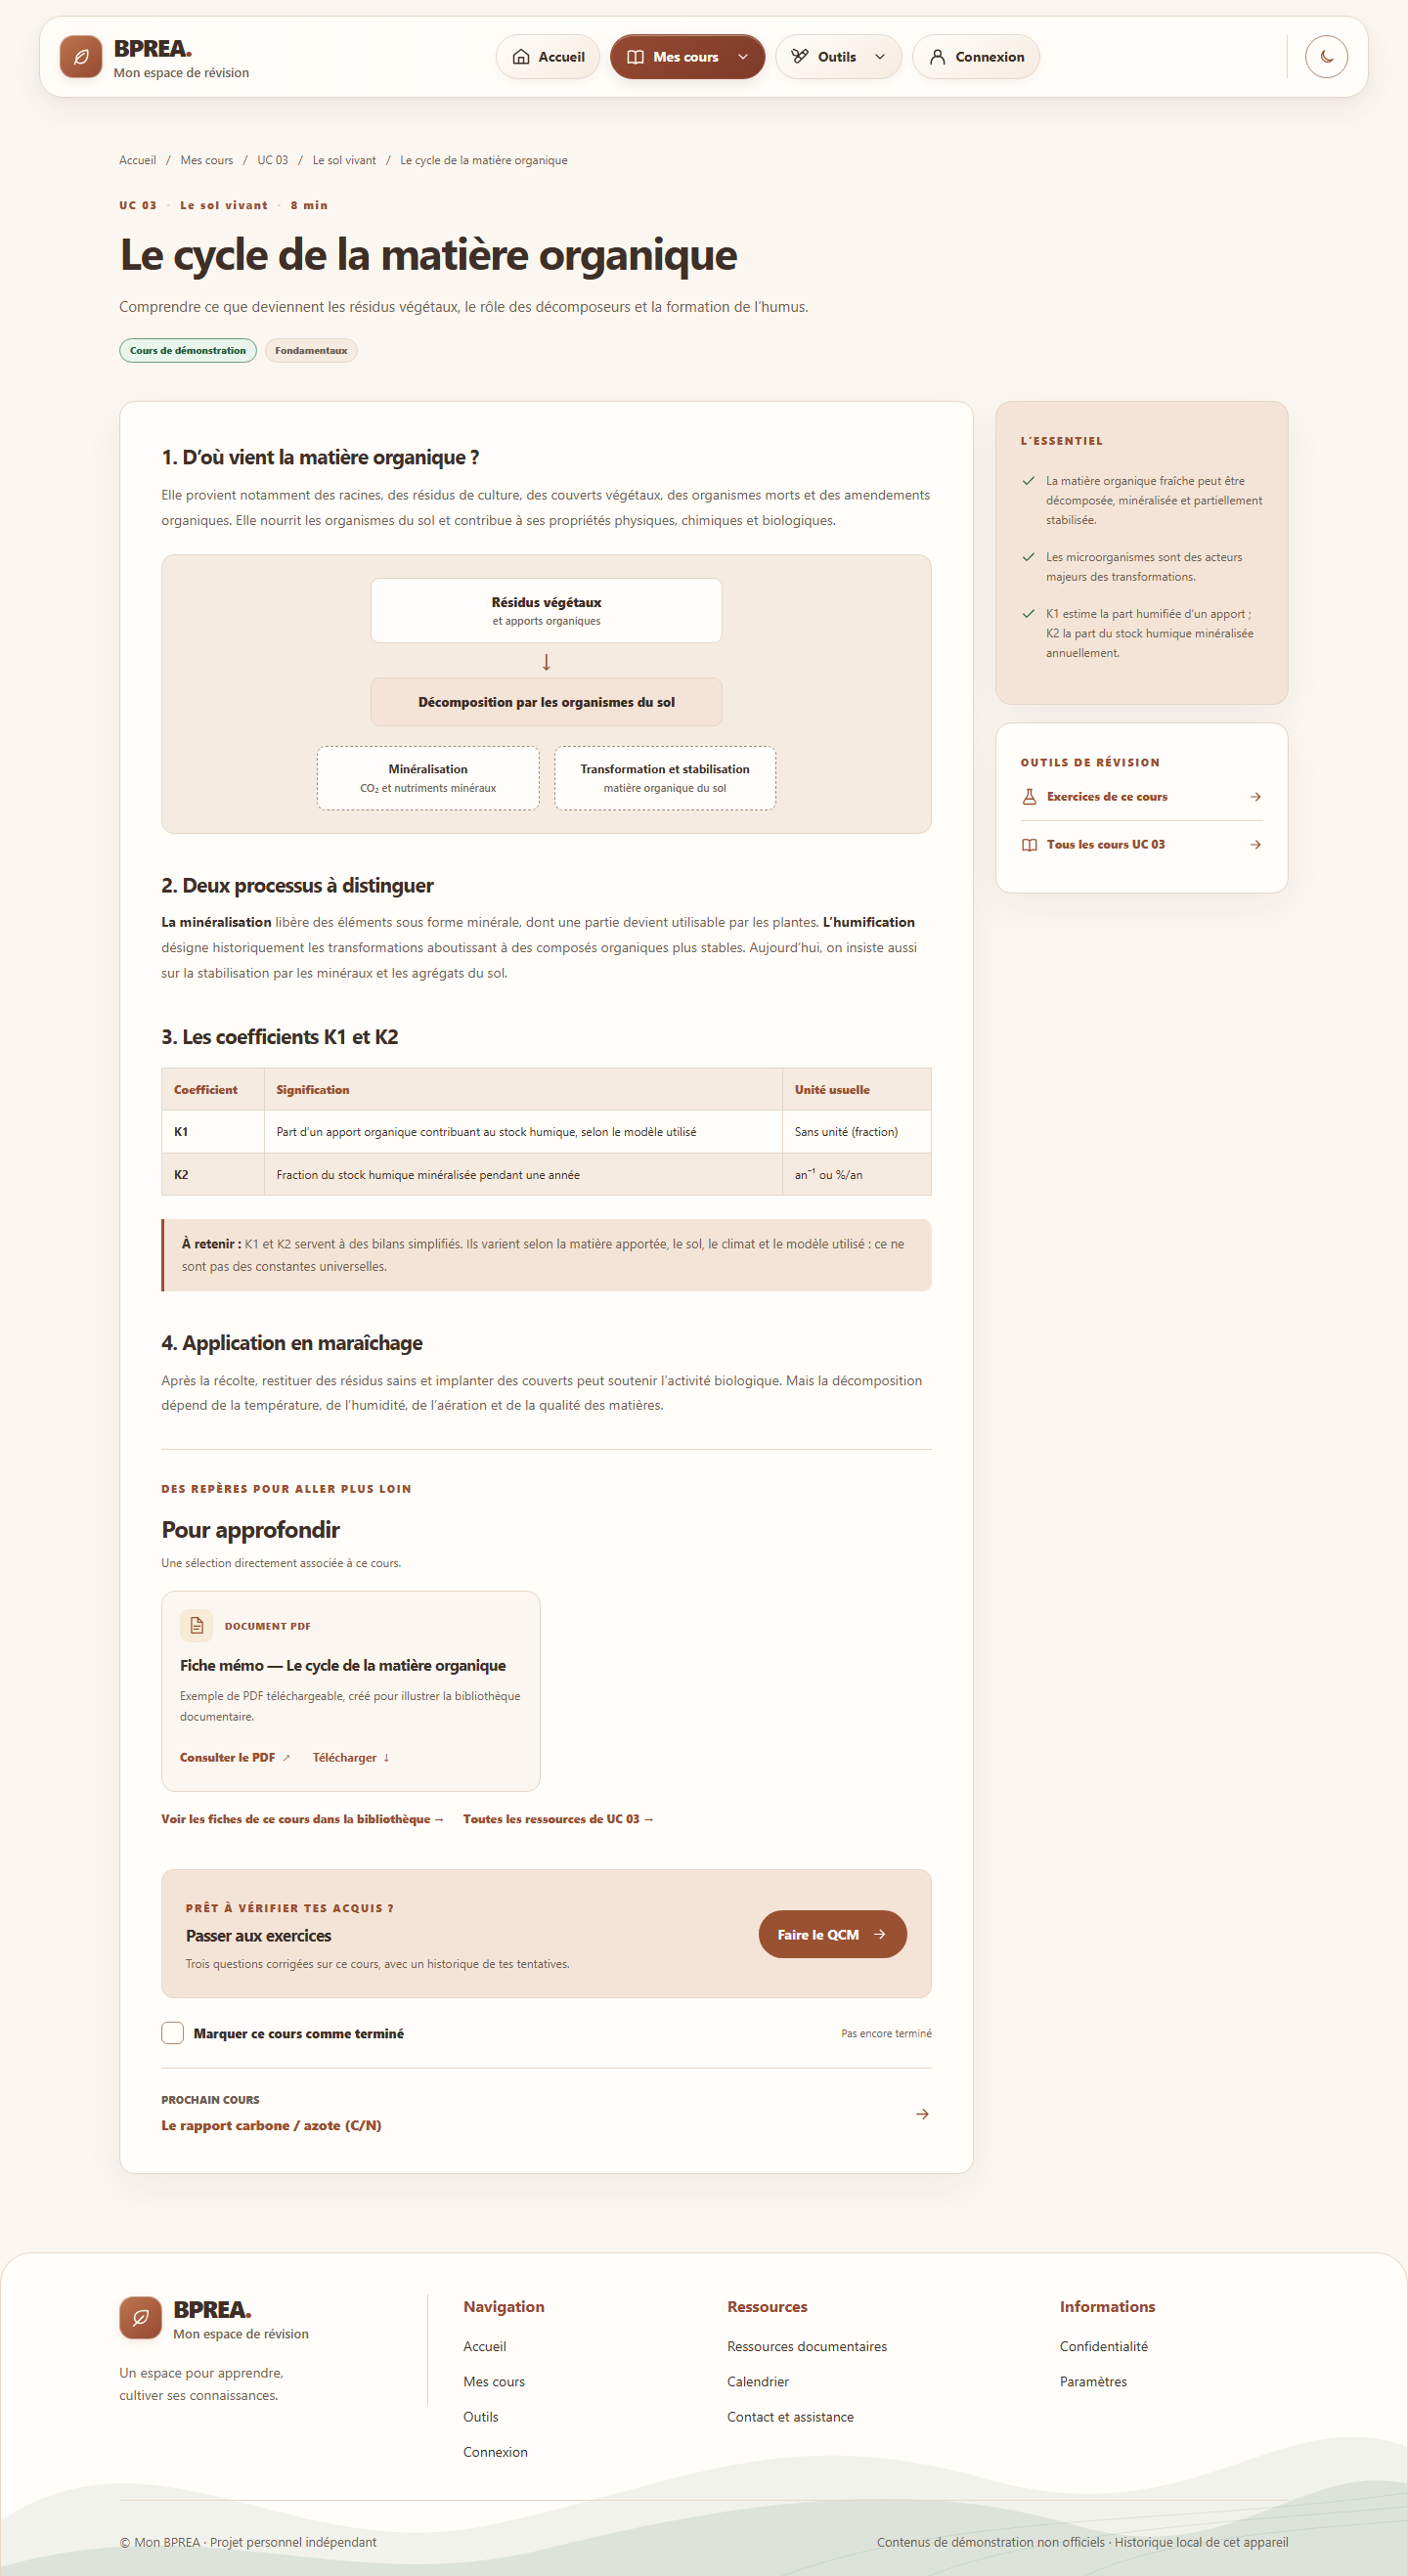 BPREA.
Mon espace de révision
Accueil
Mes cours
Outils
Connexion
Accueil / Mes cours / UC 03 / Le sol vivant / Le cycle de la matière organique
UC 03 · Le sol vivant · 8 min
Le cycle de la matière organique
Comprendre ce que deviennent les résidus végétaux, le rôle des décomposeurs et la formation de l’humus.
Cours de démonstration
Fondamentaux
1. D’où vient la matière organique ?
Elle provient notamment des racines, des résidus de culture, des couverts végétaux, des organismes morts et des amendements
organiques. Elle nourrit les organismes du sol et contribue à ses propriétés physiques, chimiques et biologiques.
Résidus végétaux
et apports organiques
↓
Décomposition par les organismes du sol
Minéralisation
CO₂ et nutriments minéraux
Transformation et stabilisation
matière organique du sol
2. Deux processus à distinguer
La minéralisation libère des éléments sous forme minérale, dont une partie devient utilisable par les plantes. L’humification
désigne historiquement les transformations aboutissant à des composés organiques plus stables. Aujourd’hui, on insiste aussi
sur la stabilisation par les minéraux et les agrégats du sol.
3. Les coefficients K1 et K2
Coefficient Signification Unité usuelle
K1 Part d’un apport organique contribuant au stock humique, selon le modèle utilisé Sans unité (fraction)
K2 Fraction du stock humique minéralisée pendant une année an⁻¹ ou %/an
À retenir : K1 et K2 servent à des bilans simplifiés. Ils varient selon la matière apportée, le sol, le climat et le modèle utilisé : ce ne
sont pas des constantes universelles.
4. Application en maraîchage
Après la récolte, restituer des résidus sains et implanter des couverts peut soutenir l’activité biologique. Mais la décomposition
dépend de la température, de l’humidité, de l’aération et de la qualité des matières.
DES REPÈRES POUR ALLER PLUS LOIN
Pour approfondir
Une sélection directement associée à ce cours.
DOCUMENT PDF
Fiche mémo — Le cycle de la matière organique
Exemple de PDF téléchargeable, créé pour illustrer la bibliothèque
documentaire.
Consulter le PDF ↗ Télécharger ↓
Voir les fiches de ce cours dans la bibliothèque → Toutes les ressources de UC 03 →
PRÊT À VÉRIFIER TES ACQUIS ?
Passer aux exercices
Trois questions corrigées sur ce cours, avec un historique de tes tentatives.
Faire le QCM →
Marquer ce cours comme terminé
Pas encore terminé
PROCHAIN COURS
Le rapport carbone / azote (C/N)
L’ESSENTIEL
La matière organique fraîche peut être
décomposée, minéralisée et partiellement
stabilisée.
Les microorganismes sont des acteurs
majeurs des transformations.
K1 estime la part humifiée d’un apport ;
K2 la part du stock humique minéralisée
annuellement.
OUTILS DE RÉVISION
Exercices de ce cours
Tous les cours UC 03
BPREA.
Mon espace de révision
Un espace pour apprendre,
cultiver ses connaissances.
Navigation
Accueil
Mes cours
Outils
Connexion
Ressources
Ressources documentaires
Calendrier
Contact et assistance
Informations
Confidentialité
Paramètres
© Mon BPREA · Projet personnel indépendant
Contenus de démonstration non officiels · Historique local de cet appareil